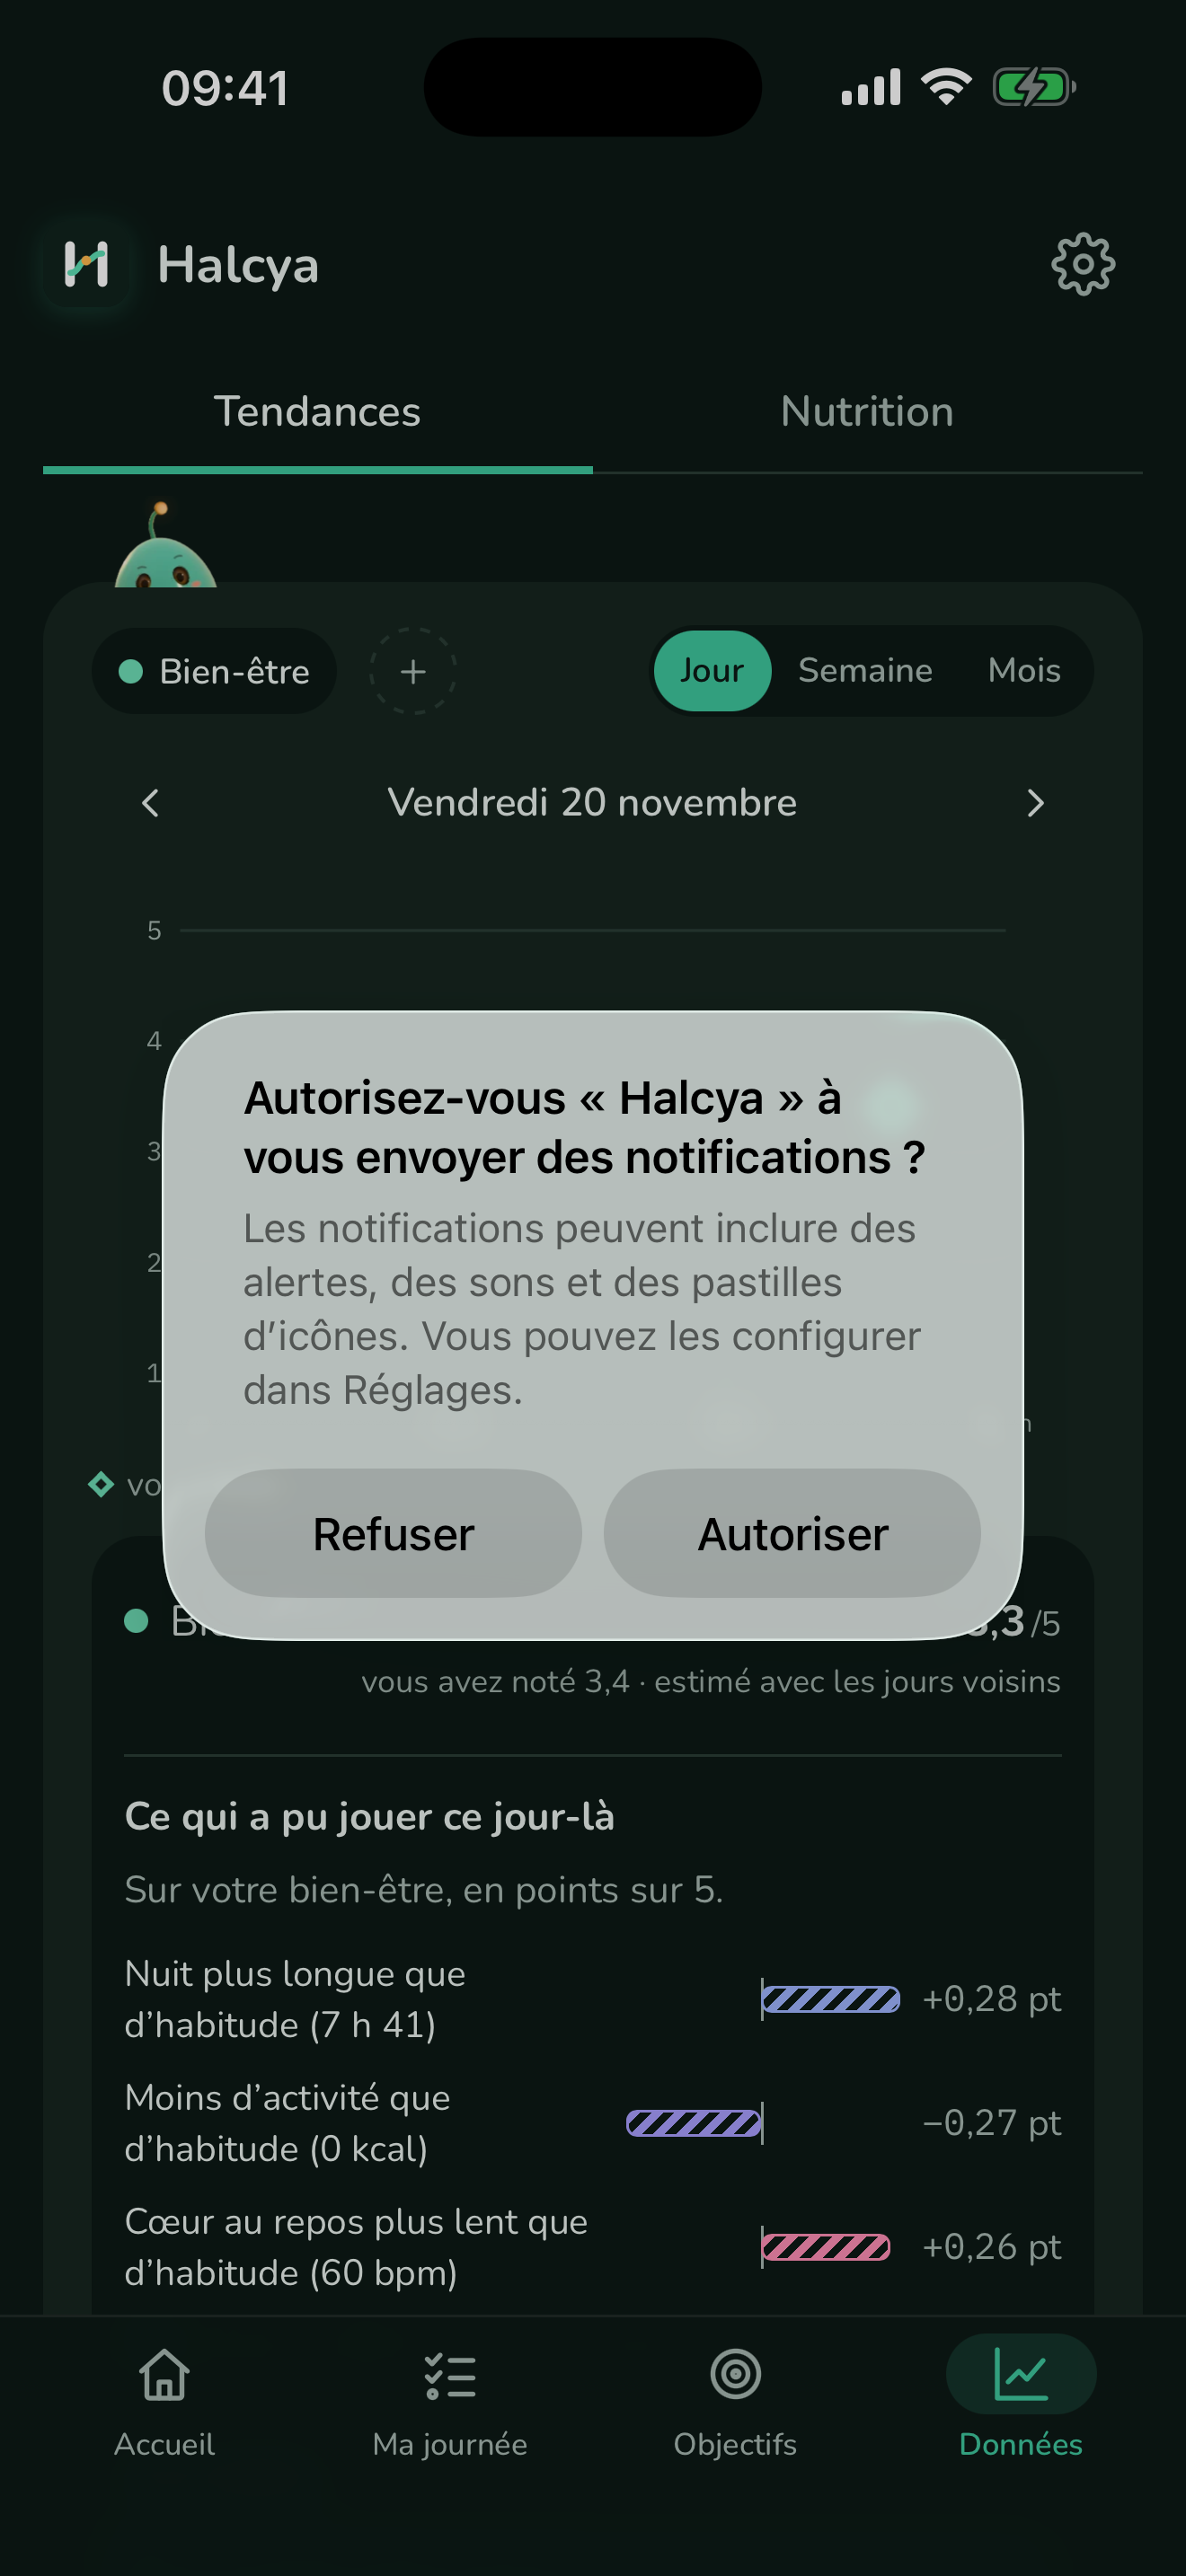 09:41
Halcya
Tendances
Nutrition
Bien-être
+
Jour
Semaine
Mois
Vendredi 20 novembre
5
4
3
2
1
Autorisez-vous « Halcya » à
vous envoyer des notifications ?
Les notifications peuvent inclure des
alertes, des sons et des pastilles
d’icônes. Vous pouvez les configurer
dans Réglages.
Refuser
Autoriser
/5
vous avez noté 3,4 · estimé avec les jours voisins
Ce qui a pu jouer ce jour-là
Sur votre bien-être, en points sur 5.
Nuit plus longue que
d’habitude (7 h 41)
+0,28 pt
Moins d’activité que
d’habitude (0 kcal)
−0,27 pt
Cœur au repos plus lent que
d’habitude (60 bpm)
+0,26 pt
Accueil
Ma journée
Objectifs
Données